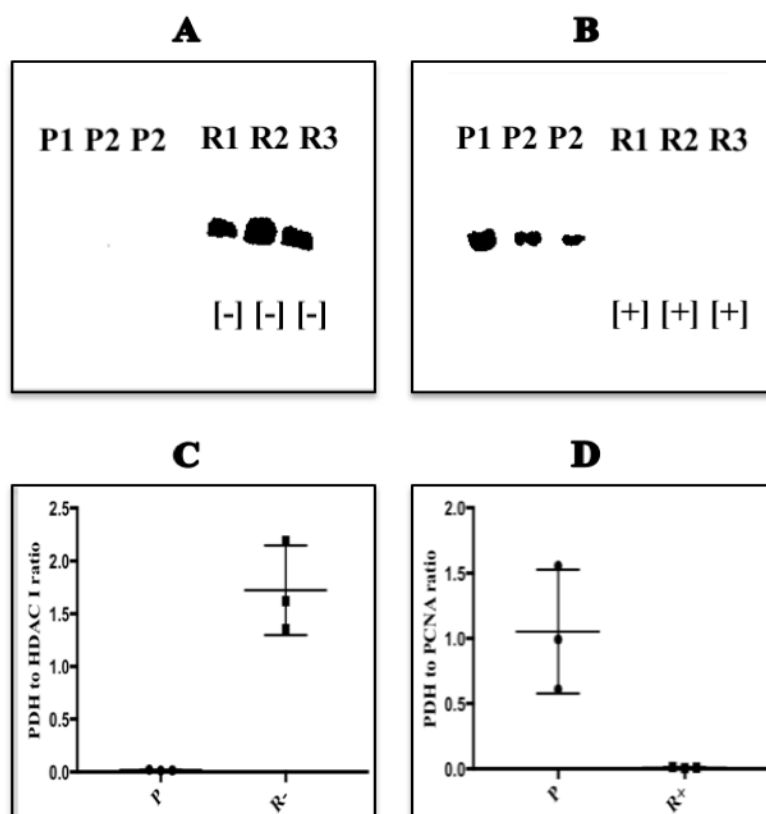 A
P1 P2 P2 R1 R2 R3
[-] [-] [-]
B
P1 P2 P2 R1 R2 R3
[+] [+] [+]
C
PDH to HDAC I ratio
2.5
2.0
1.5
1.0
0.5
0.0
P R-
D
PDH to PCNA ratio
2.0
1.5
1.0
0.5
0.0
P R+